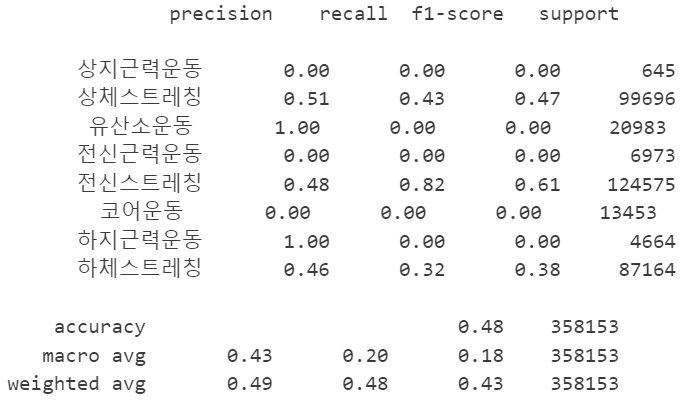 precision recall f1-score support
상지근력운동 0.00 0.00 0.00 645
상체스트레칭 0.51 0.43 0.47 99696
유산소운동 1.00 0.00 0.00 20983
전신근력운동 0.00 0.00 0.00 6973
전신스트레칭 0.48 0.82 0.61 124575
코어운동 0.00 0.00 0.00 13453
하지근력운동 1.00 0.00 0.00 4664
하체스트레칭 0.46 0.32 0.38 87164
accuracy 0.48 358153
macro avg 0.43 0.20 0.18 358153
weighted avg 0.49 0.48 0.43 358153